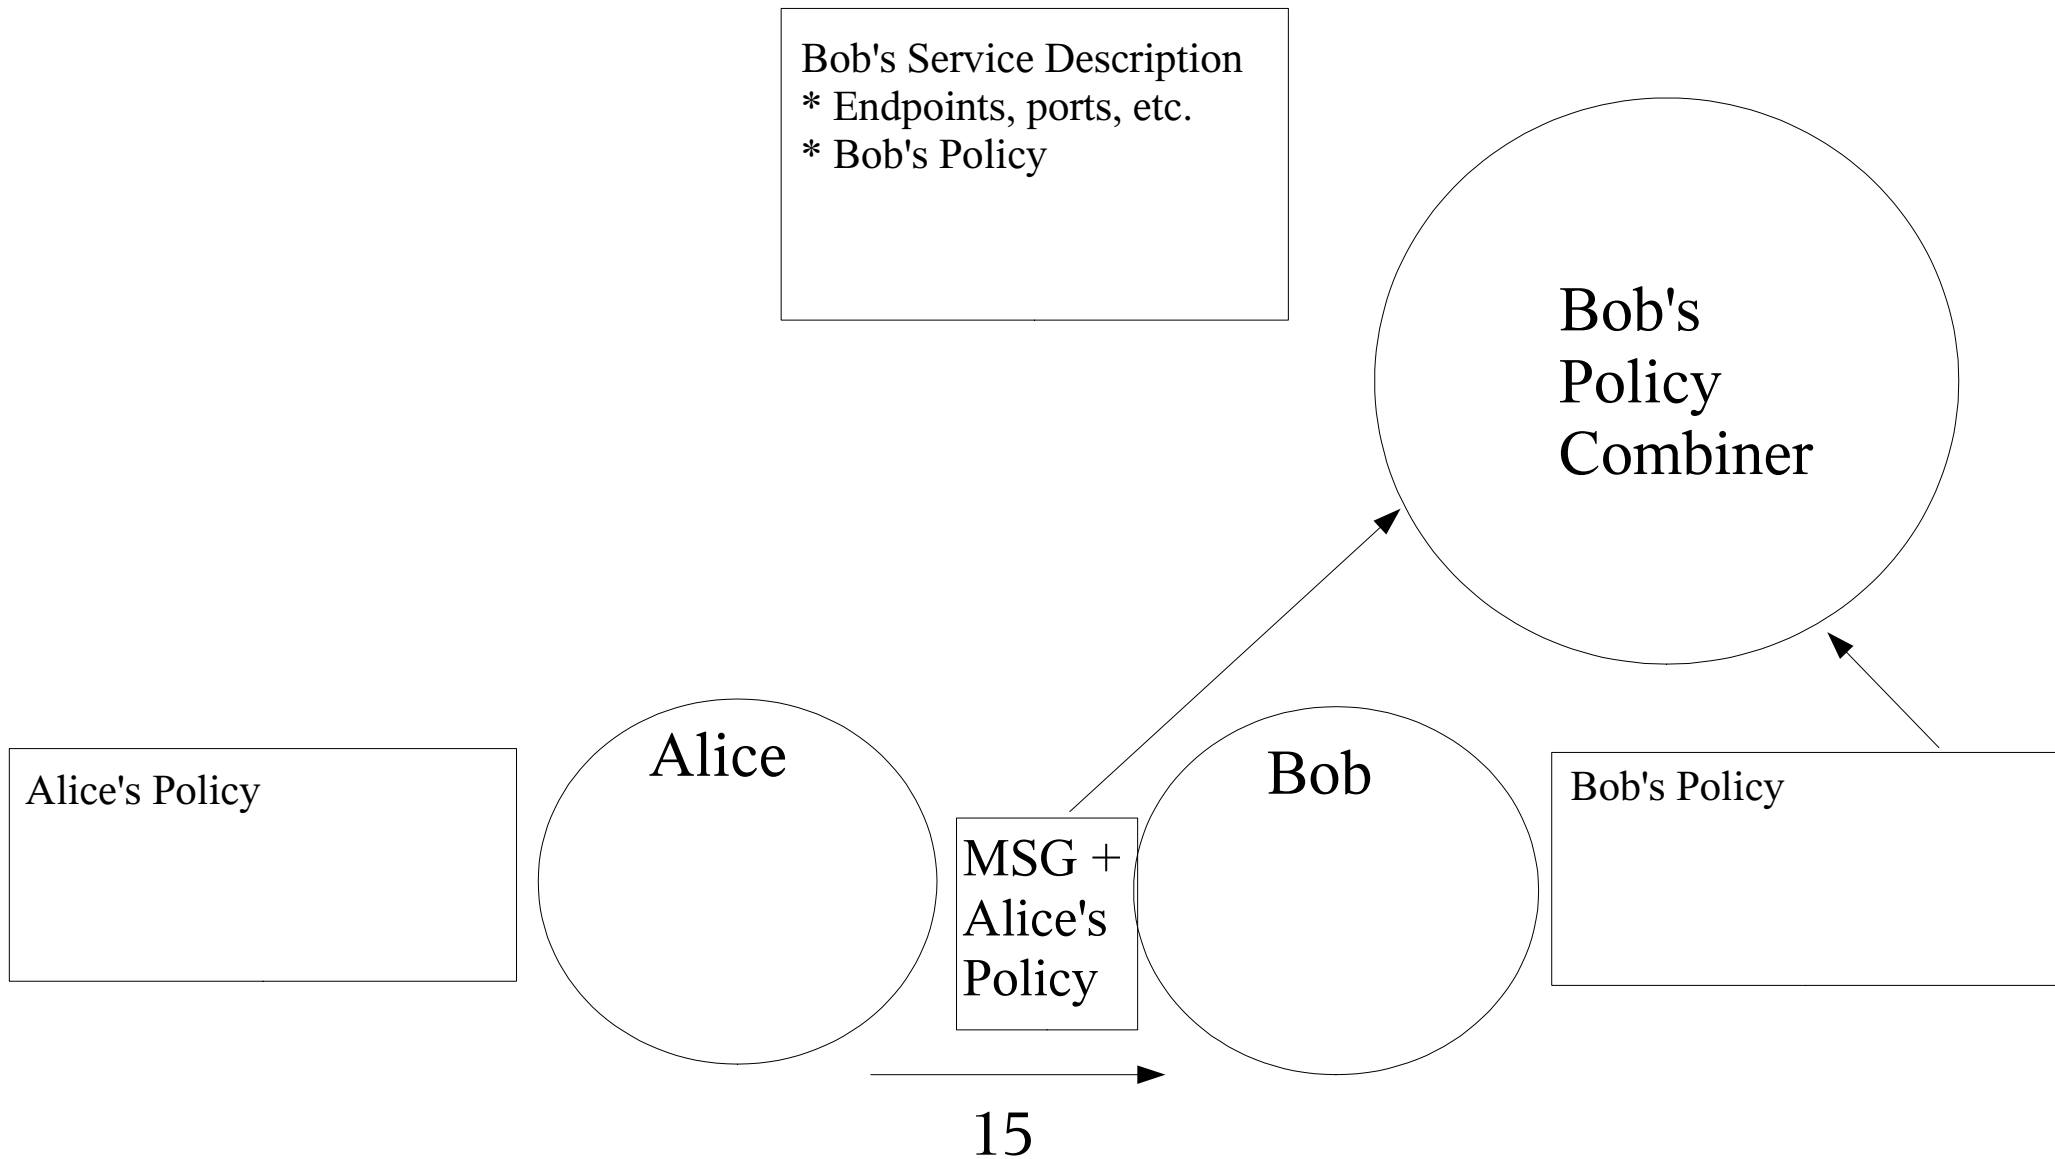 Bob's Service Description
* Endpoints, ports, etc.
* Bob's Policy
Bob's
Policy
Combiner
Alice's Policy
Alice
MSG +
Alice's
Policy
Bob
Bob's Policy
15